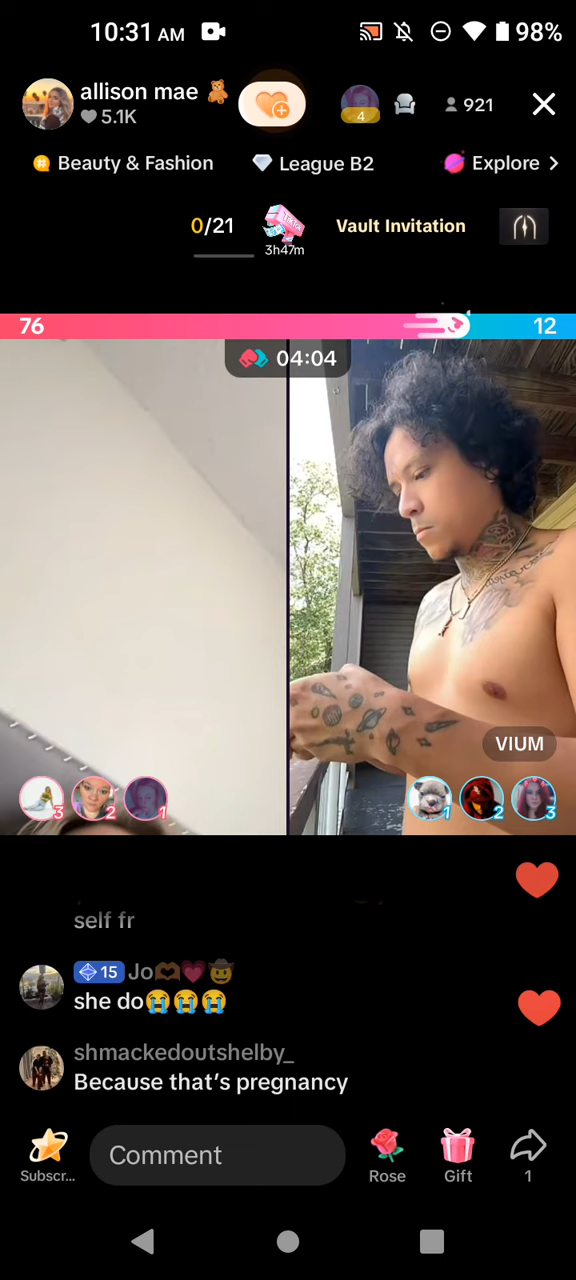 10:31 AM
98%
allison mae 🧸
5.1K
4
921
Beauty & Fashion
League B2
Explore >
0/21
TikTok
3h47m
Vault Invitation
76
12
04:04
VIUM
3
2
1
1
2
3
self fr
15 Jo🫶🏾💗🤠
she do😭😭😭
shmackedoutshelby_
Because that’s pregnancy
Subscr...
Comment
Rose
Gift
1